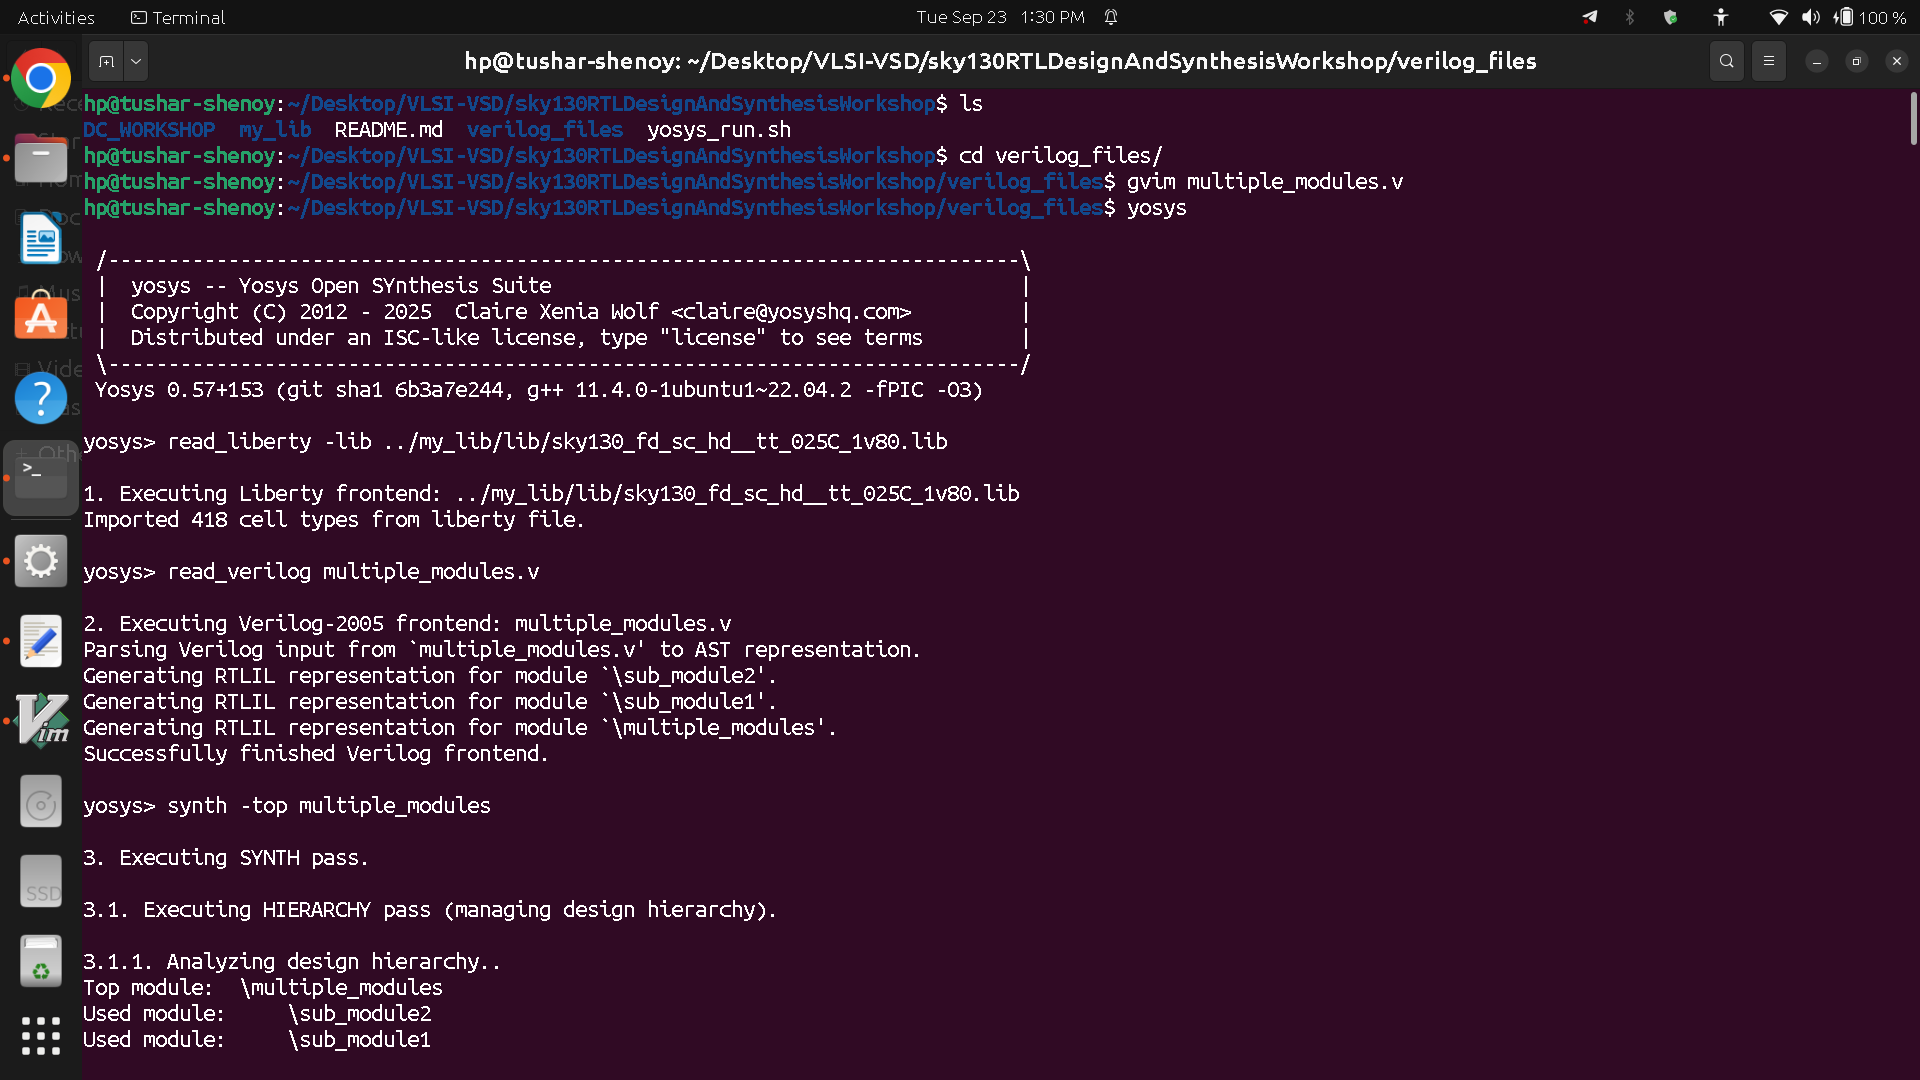 Activities
Terminal
Tue Sep 23 1:30 PM
100 %
hp@tushar-shenoy: ~/Desktop/VLSI-VSD/sky130RTLDesignAndSynthesisWorkshop/verilog_files
hp@tushar-shenoy:~/Desktop/VLSI-VSD/sky130RTLDesignAndSynthesisWorkshop$ ls
DC_WORKSHOP my_lib README.md verilog_files yosys_run.sh
hp@tushar-shenoy:~/Desktop/VLSI-VSD/sky130RTLDesignAndSynthesisWorkshop$ cd verilog_files/
hp@tushar-shenoy:~/Desktop/VLSI-VSD/sky130RTLDesignAndSynthesisWorkshop/verilog_files$ gvim multiple_modules.v
hp@tushar-shenoy:~/Desktop/VLSI-VSD/sky130RTLDesignAndSynthesisWorkshop/verilog_files$ yosys
/----------------------------------------------------------------------------\
| yosys -- Yosys Open SYnthesis Suite |
| Copyright (C) 2012 - 2025 Claire Xenia Wolf <claire@yosyshq.com> |
| Distributed under an ISC-like license, type "license" to see terms |
\----------------------------------------------------------------------------/
Yosys 0.57+153 (git sha1 6b3a7e244, g++ 11.4.0-1ubuntu1~22.04.2 -fPIC -O3)
yosys> read_liberty -lib ../my_lib/lib/sky130_fd_sc_hd__tt_025C_1v80.lib
1. Executing Liberty frontend: ../my_lib/lib/sky130_fd_sc_hd__tt_025C_1v80.lib
Imported 418 cell types from liberty file.
yosys> read_verilog multiple_modules.v
2. Executing Verilog-2005 frontend: multiple_modules.v
Parsing Verilog input from `multiple_modules.v' to AST representation.
Generating RTLIL representation for module `\sub_module2'.
Generating RTLIL representation for module `\sub_module1'.
Generating RTLIL representation for module `\multiple_modules'.
Successfully finished Verilog frontend.
yosys> synth -top multiple_modules
3. Executing SYNTH pass.
3.1. Executing HIERARCHY pass (managing design hierarchy).
3.1.1. Analyzing design hierarchy..
Top module: \multiple_modules
Used module: \sub_module2
Used module: \sub_module1
SSD